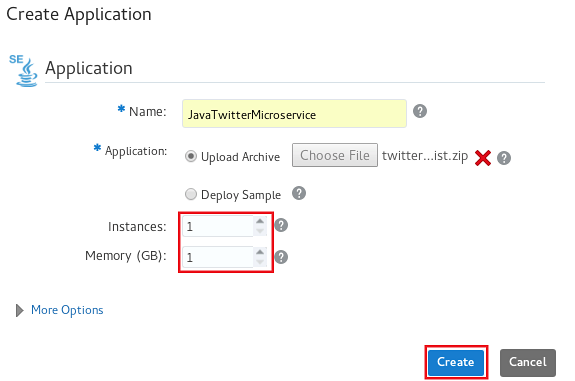 Create Application
SE
Application
* Name: JavaTwitterMicroservice ?
* Application: Upload Archive Choose File twitter...ist.zip ?
Deploy Sample ?
Instances: 1 ?
Memory (GB): 1 ?
More Options
Create Cancel